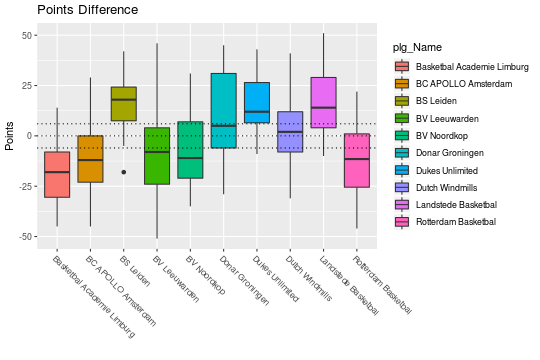 Points Difference
Points
50
25
0
-25
-50
Basketbal Academie Limburg
BC APOLLO Amsterdam
BS Leiden
BV Leeuwarden
BV Noordkop
Donar Groningen
Dukes Unlimited
Dutch Windmills
Landstede Basketbal
Rotterdam Basketbal
plg_Name
Basketbal Academie Limburg
BC APOLLO Amsterdam
BS Leiden
BV Leeuwarden
BV Noordkop
Donar Groningen
Dukes Unlimited
Dutch Windmills
Landstede Basketbal
Rotterdam Basketbal